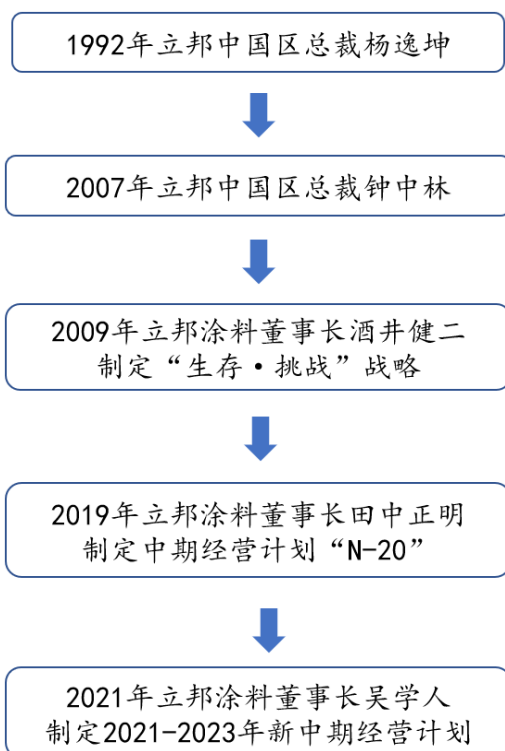 1992年立邦中国区总裁杨逸坤
2007年立邦中国区总裁钟中林
2009年立邦涂料董事长酒井健二
制定“生存·挑战”战略
2019年立邦涂料董事长田中正明
制定中期经营计划“N-20”
2021年立邦涂料董事长吴学人
制定2021-2023年新中期经营计划